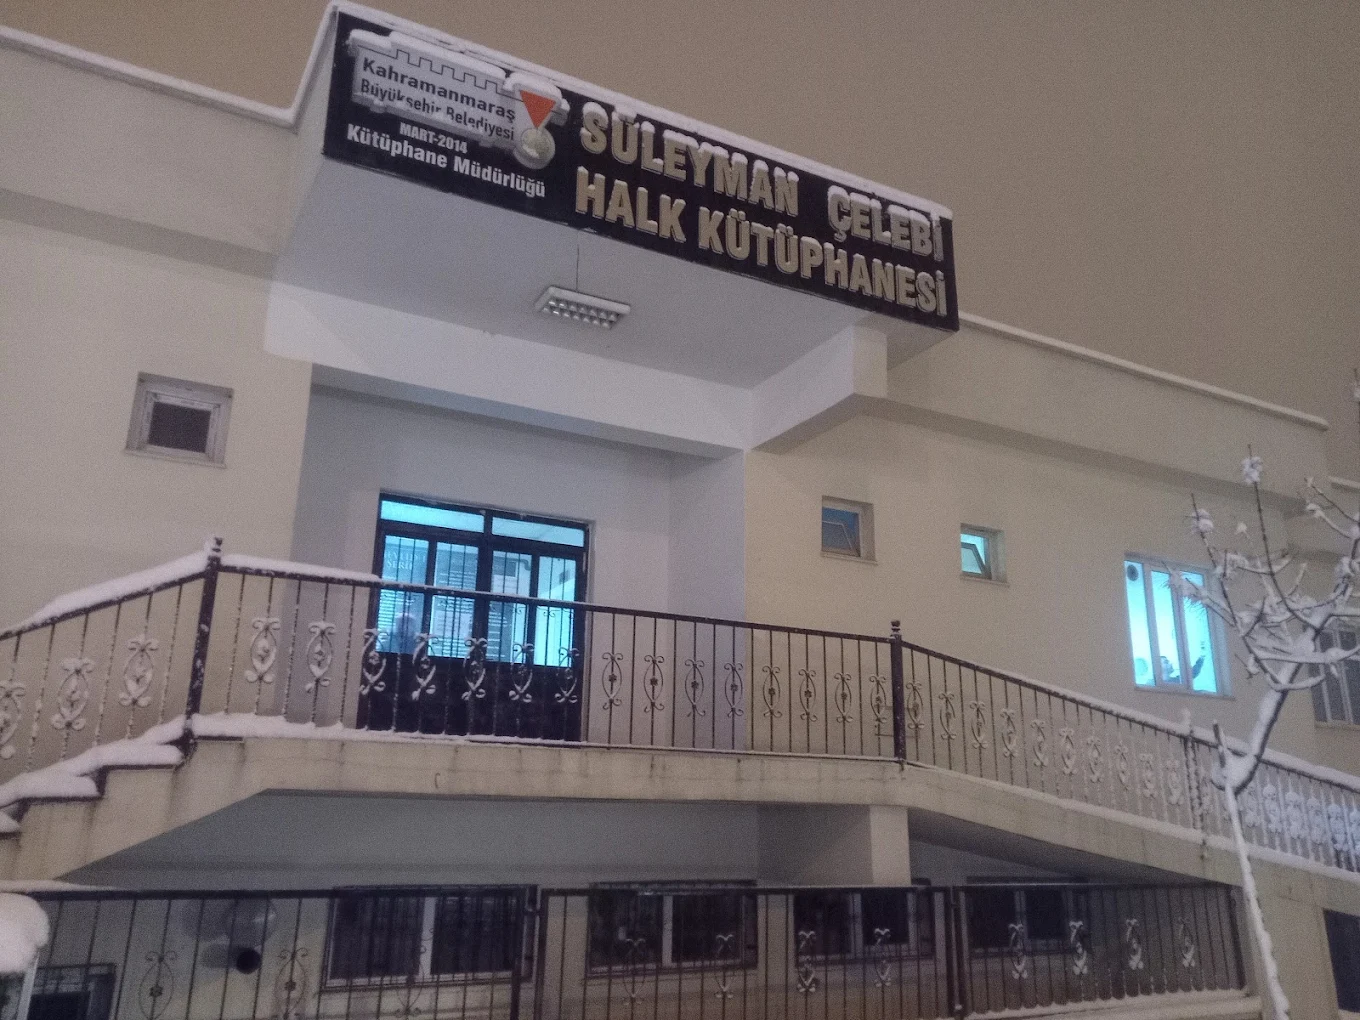 Kahramanmaraş
Büyükşehir Belediyesi
MART-2014
Kütüphane Müdürlüğü
SÜLEYMAN ÇELEBİ
HALK KÜTÜPHANESİ